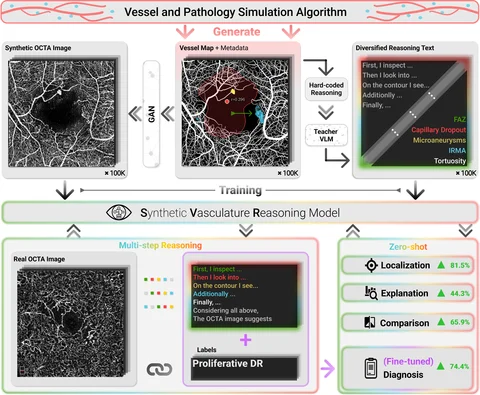 Vessel and Pathology Simulation Algorithm
Generate
Synthetic OCTA Image
Vessel Map + Metadata
Diversified Reasoning Text
GAN
Hard-coded
Reasoning
Teacher
VLM
First, I inspect ...
Then I look into ...
On the contour I see...
Additionlly ...
Finally, ...
FAZ
Capillary Dropout
Microaneurysms
IRMA
Tortuosity
×100K
×100K
×100K
Training
Synthetic Vasculature Reasoning Model
Multi-step Reasoning
Real OCTA Image
First, I inspect ...
Then I look into ...
On the contour I see...
Additionally ...
Finally, ...
Considering all above,
The OCTA image suggests
+
Labels
Proliferative DR
Zero-shot
Localization ▲ 81.5%
Explanation ▲ 44.3%
Comparison ▲ 65.9%
(Fine-tuned)
Diagnosis ▲ 74.4%